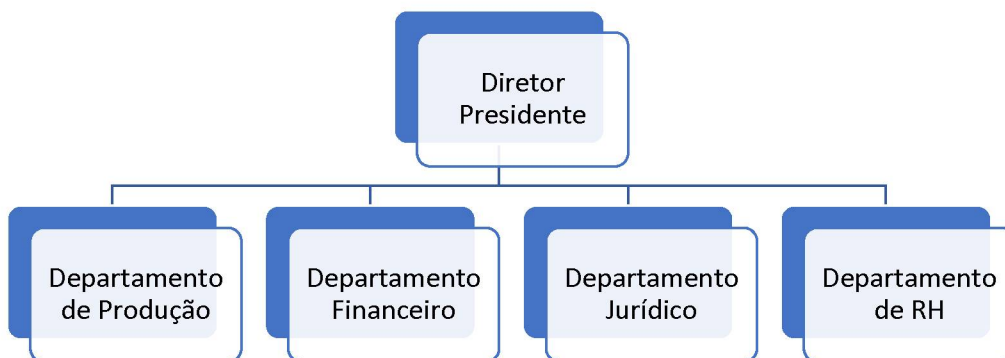 Diretor
Presidente
Departamento
de Produção
Departamento
Financeiro
Departamento
Jurídico
Departamento
de RH